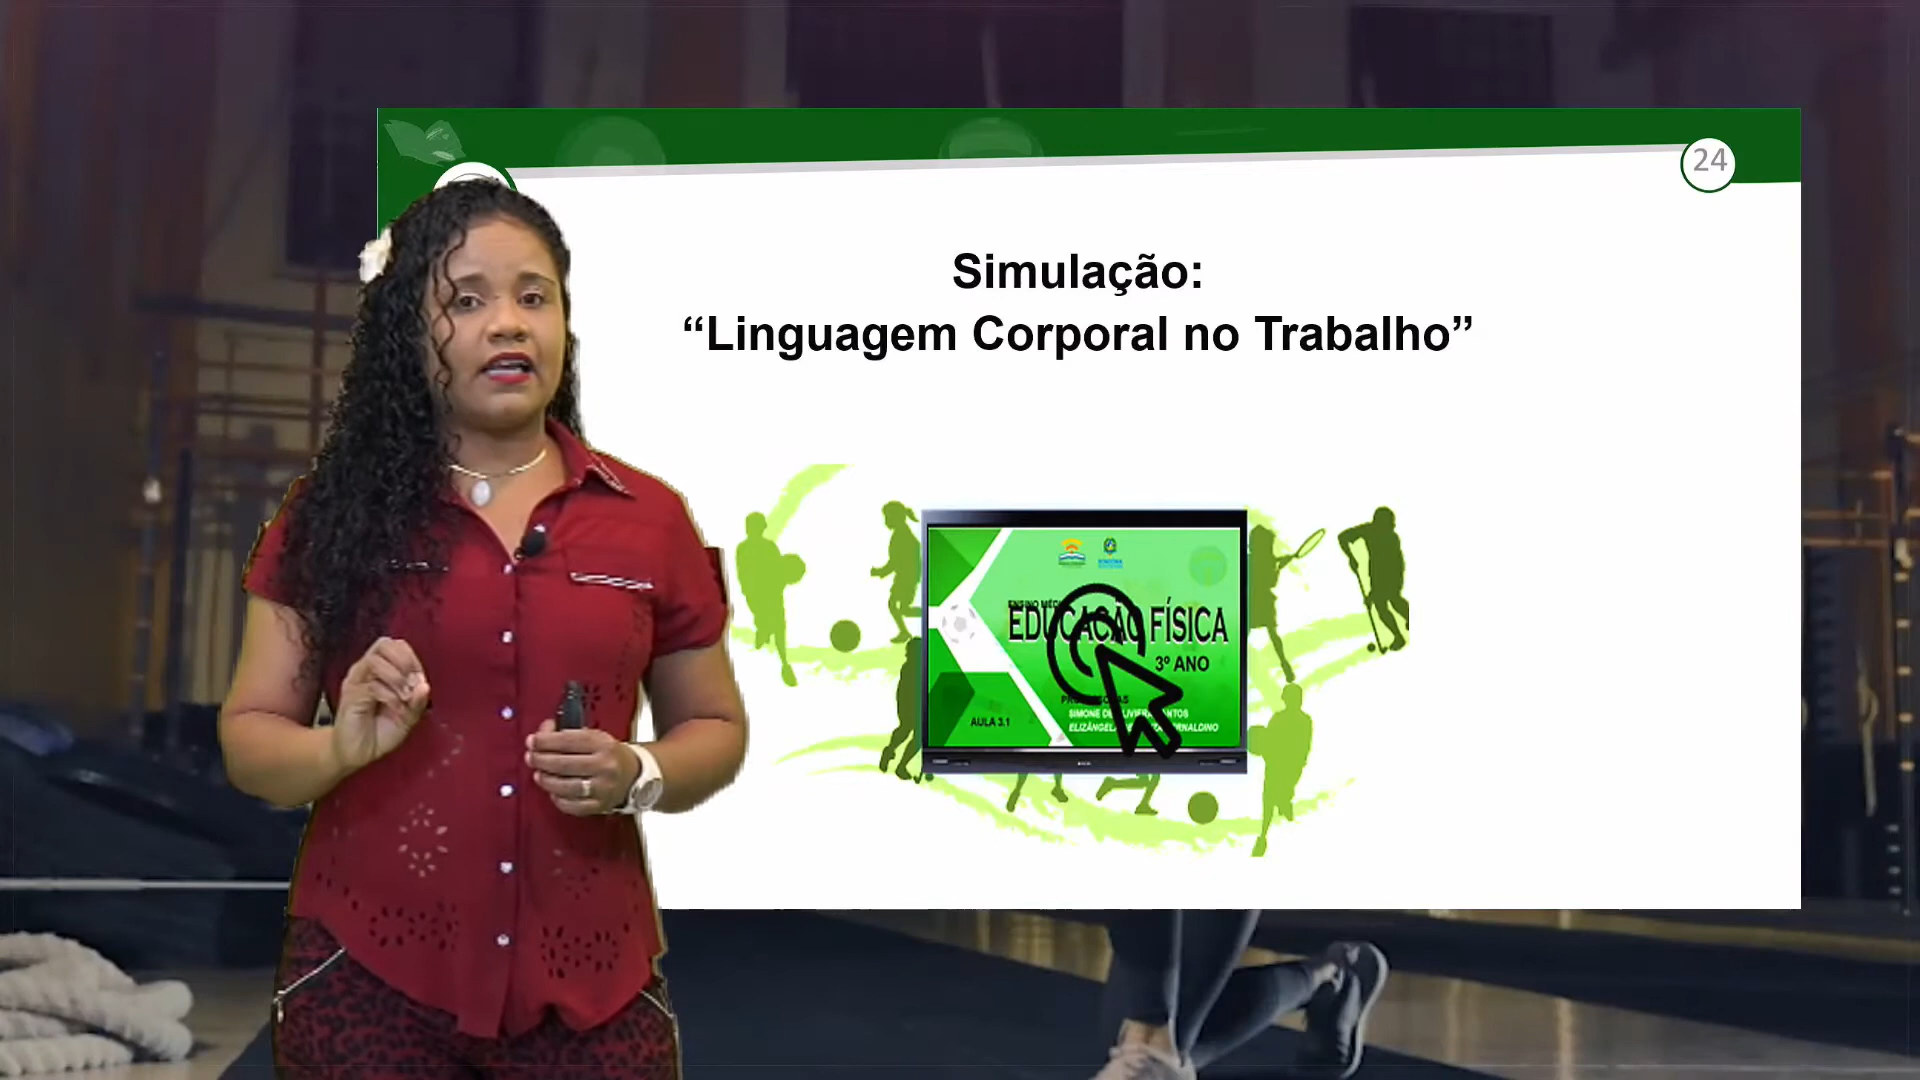 24
Simulação:
“Linguagem Corporal no Trabalho”
EDUCAÇÃO FÍSICA
3º ANO
AULA 3.1